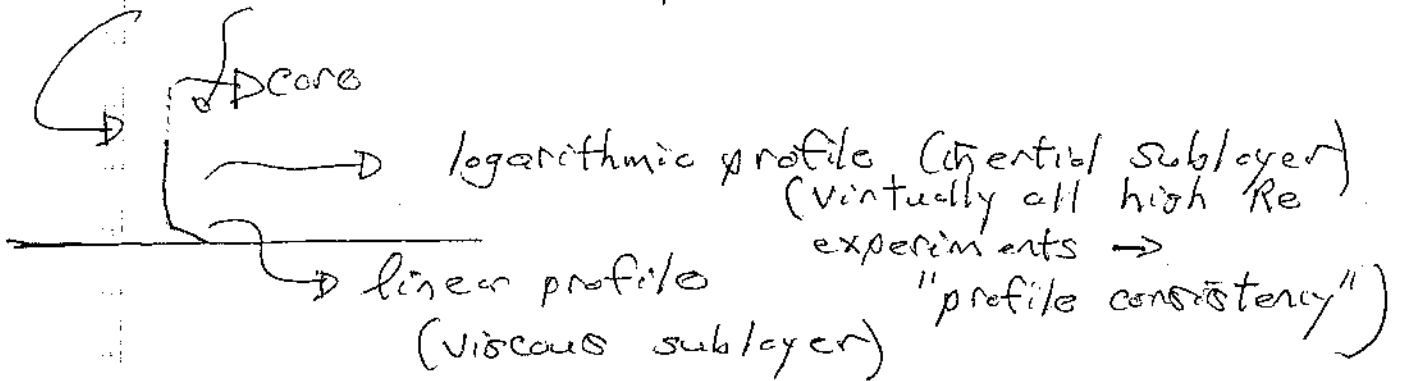 core
logarithmic profile (inertial sublayer)
(virtually all high Re
experiments →
"profile consistency")
linear profile
(viscous sublayer)